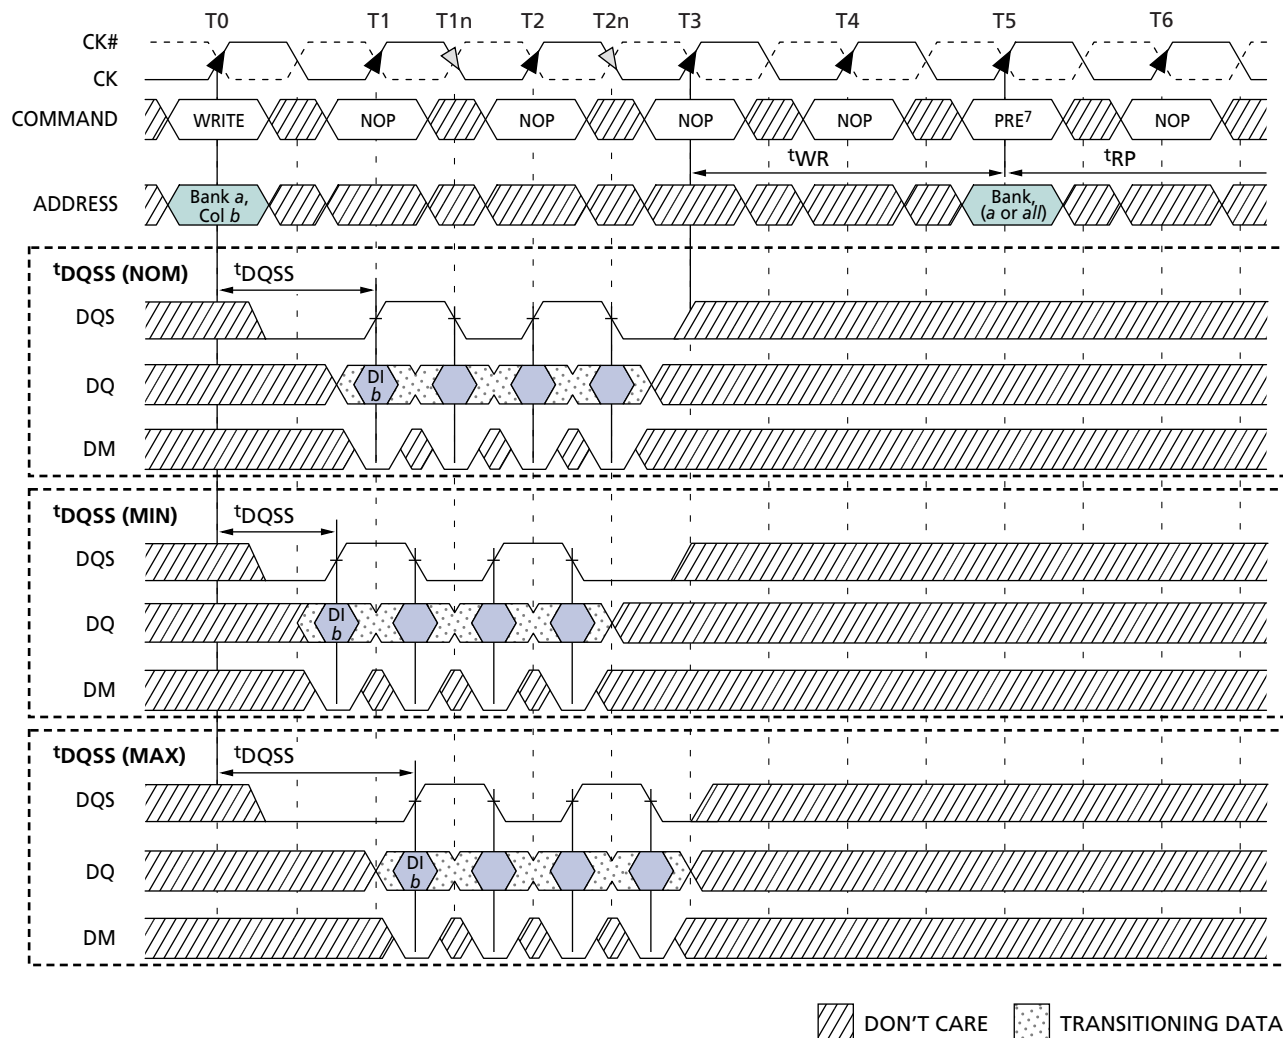 T0 T1 T1n T2 T2n T3 T4 T5 T6
CK#
CK
COMMAND WRITE NOP NOP NOP NOP PRE7 NOP
tWR tRP
ADDRESS Bank a, Col b Bank, (a or all)
tDQSS (NOM) tDQSS
DQS
DQ DI b
DM
tDQSS (MIN) tDQSS
DQS
DQ DI b
DM
tDQSS (MAX) tDQSS
DQS
DQ DI b
DM
DON'T CARE TRANSITIONING DATA